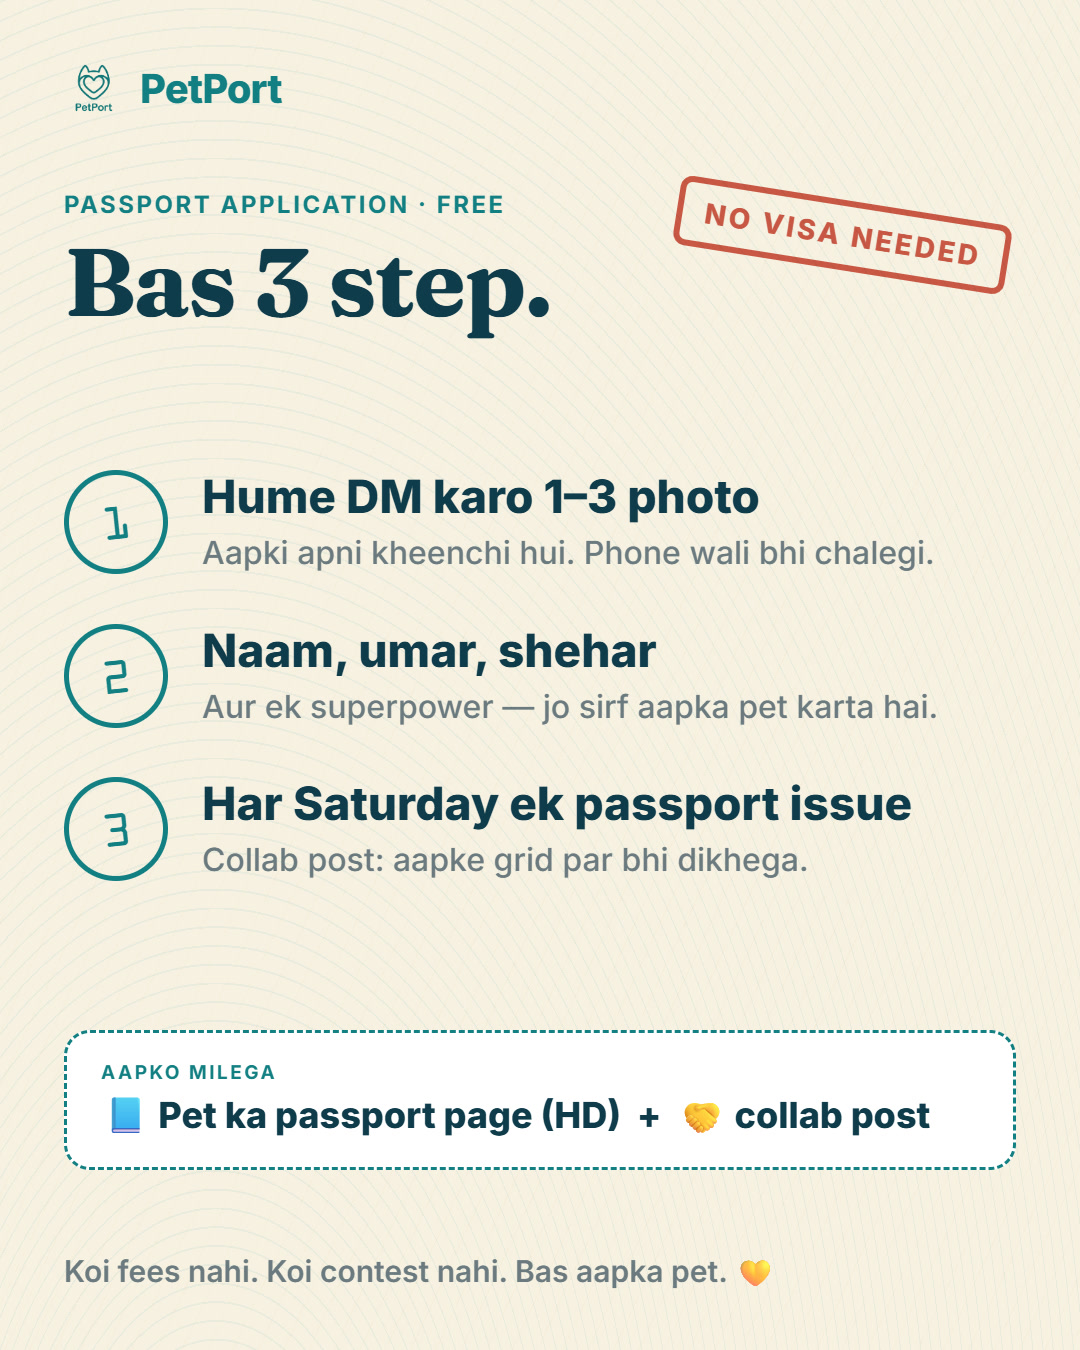 PetPort
PetPort
PASSPORT APPLICATION · FREE
NO VISA NEEDED
Bas 3 step.
1
Hume DM karo 1–3 photo
Aapki apni kheenchi hui. Phone wali bhi chalegi.
2
Naam, umar, shehar
Aur ek superpower — jo sirf aapka pet karta hai.
3
Har Saturday ek passport issue
Collab post: aapke grid par bhi dikhega.
AAPKO MILEGA
📘 Pet ka passport page (HD) + 🤝 collab post
Koi fees nahi. Koi contest nahi. Bas aapka pet. 💛